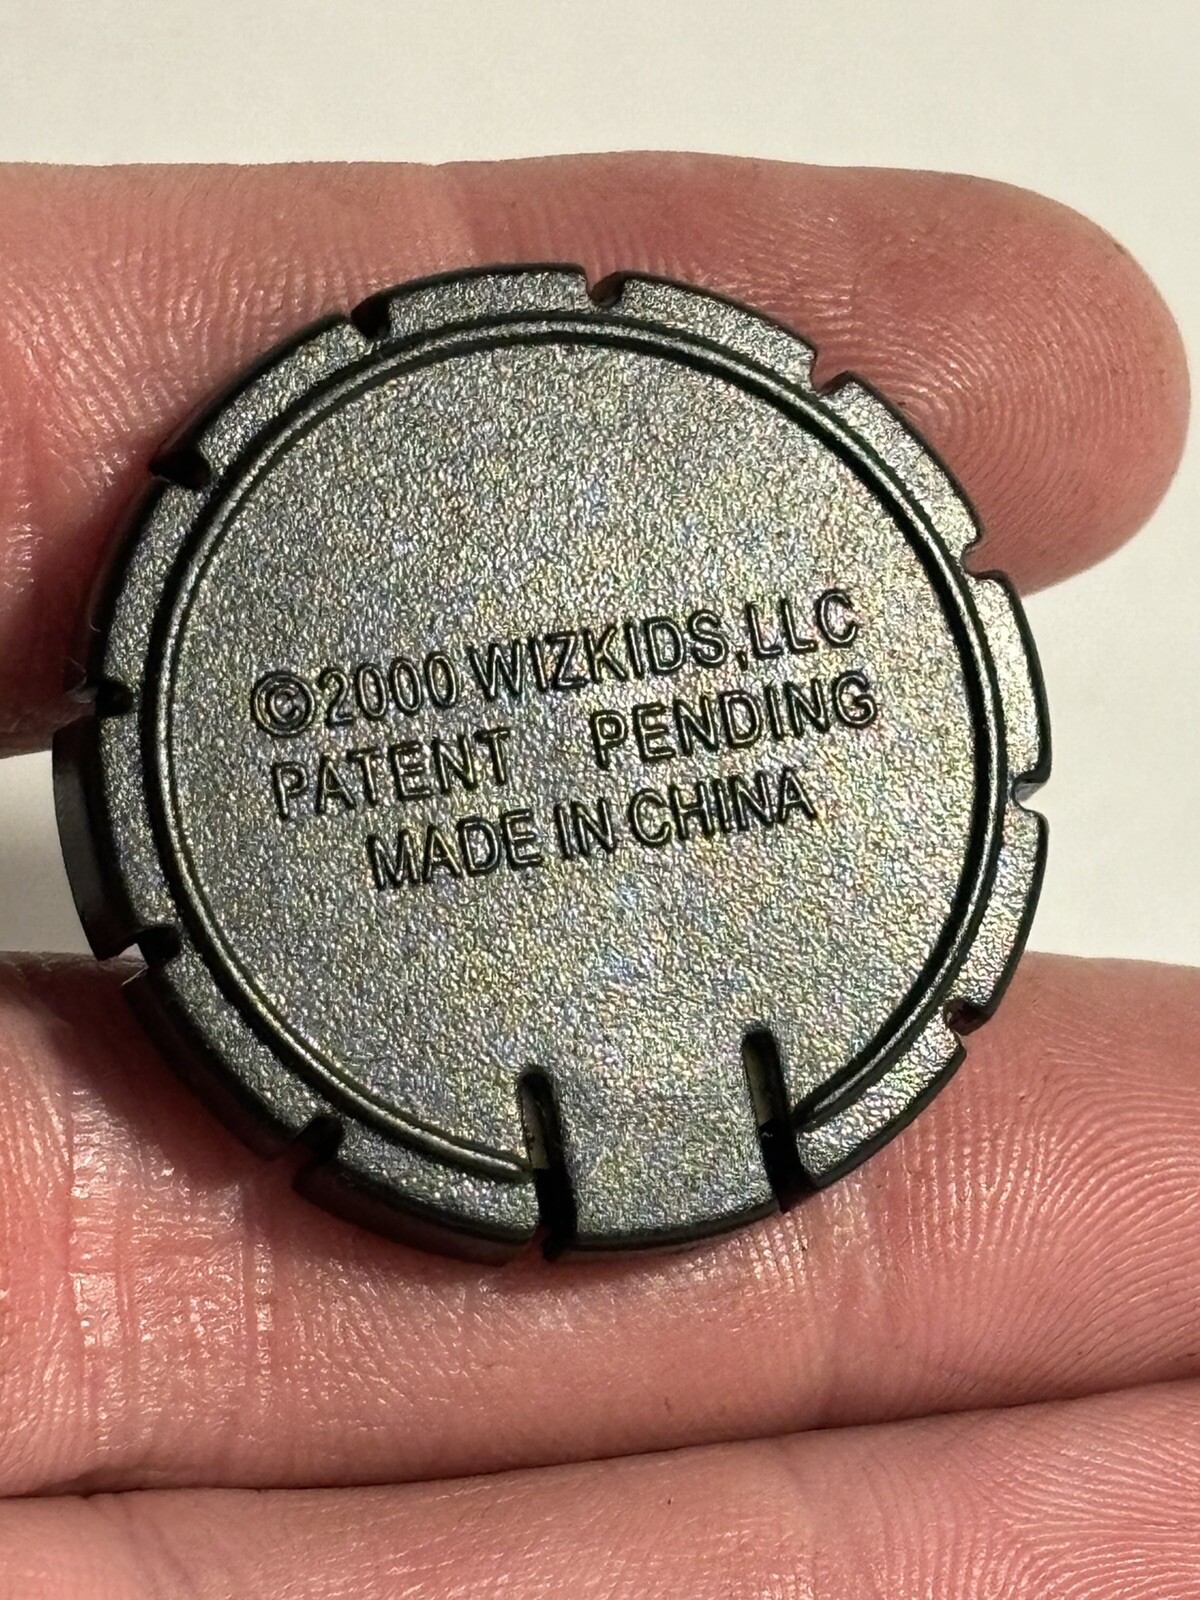 ©2000 WIZKIDS,LLC
PATENT PENDING
MADE IN CHINA